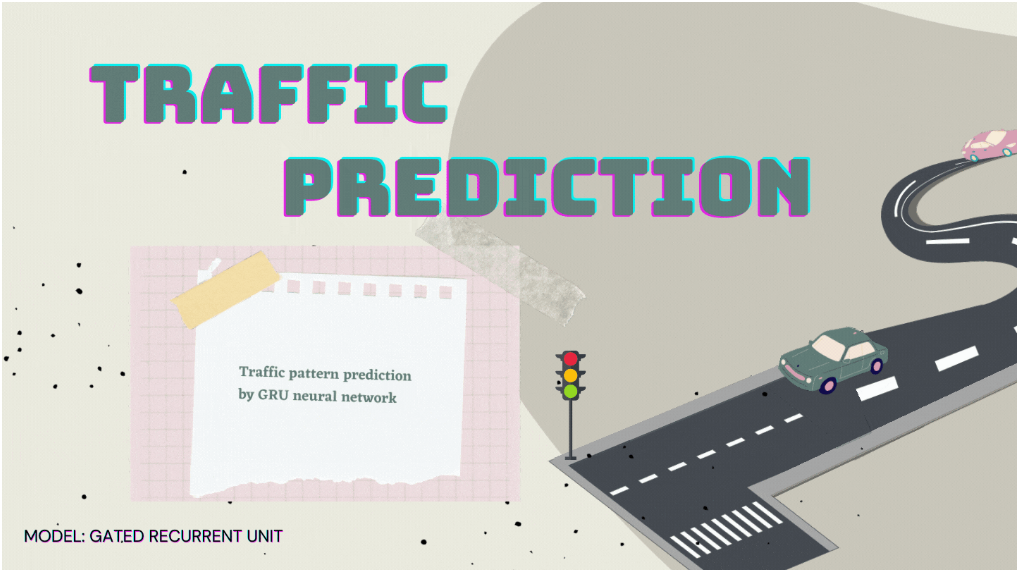 TRAFFIC
PREDICTION
Traffic pattern prediction
by GRU neural network
MODEL: GATED RECURRENT UNIT